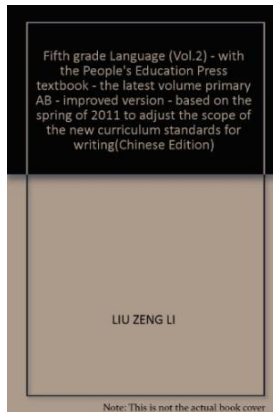 Fifth grade Language (Vol.2) - with
the People's Education Press
textbook - the latest volume primary
AB - improved version - based on the
spring of 2011 to adjust the scope of
the new curriculum standards for
writing(Chinese Edition)
LIU ZENG LI
Note: This is not the actual book cover